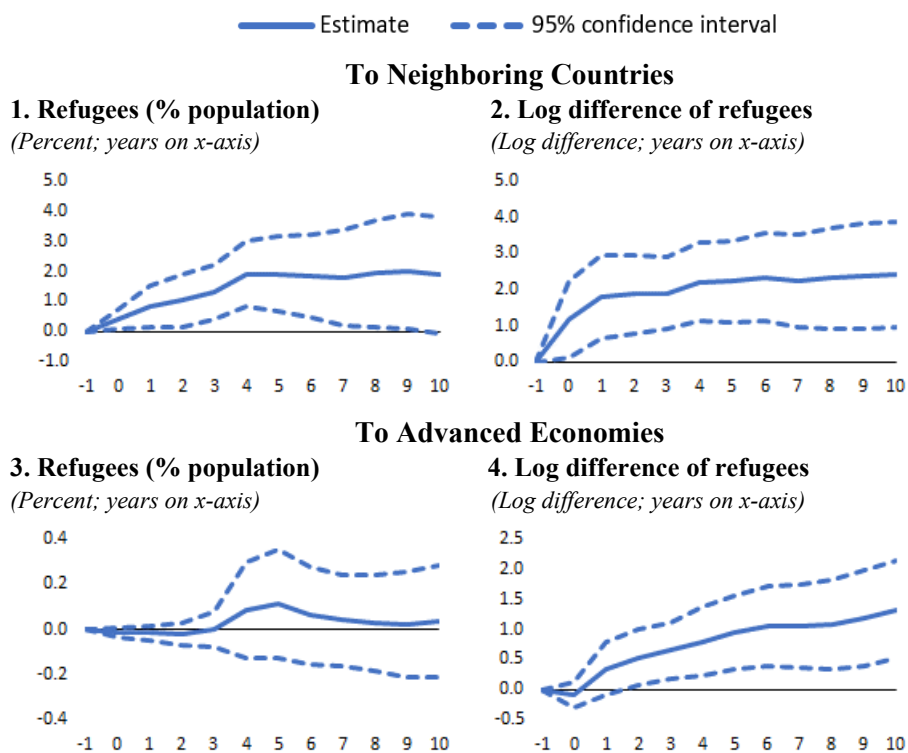 Estimate 95% confidence interval
To Neighboring Countries
1. Refugees (% population) 2. Log difference of refugees
(Percent; years on x-axis) (Log difference; years on x-axis)
5.0 5.0
4.0 4.0
3.0 3.0
2.0 2.0
1.0 1.0
0.0 0.0
-1.0
-1 0 1 2 3 4 5 6 7 8 9 10 -1 0 1 2 3 4 5 6 7 8 9 10
To Advanced Economies
3. Refugees (% population) 4. Log difference of refugees
(Percent; years on x-axis) (Log difference; years on x-axis)
0.4 2.5
0.2 2.0
0.0 1.5
-0.2 1.0
-0.4 0.5
0.0
-0.5
-1 0 1 2 3 4 5 6 7 8 9 10 -1 0 1 2 3 4 5 6 7 8 9 10